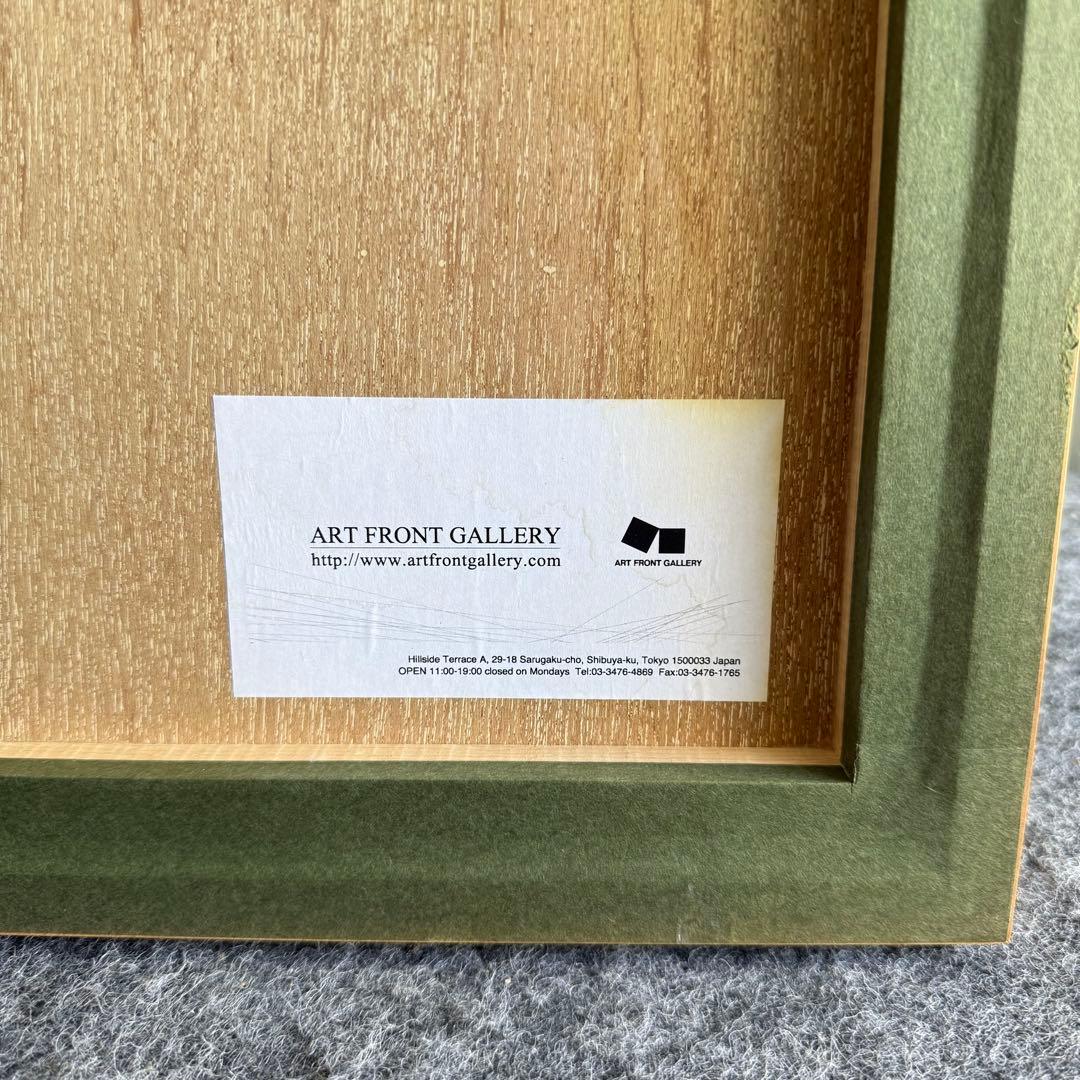 ART FRONT GALLERY
http://www.artfrontgallery.com
ART FRONT GALLERY
Hillside Terrace A, 29-18 Sarugaku-cho, Shibuya-ku, Tokyo 1500033 Japan
OPEN 11:00-19:00 closed on Mondays Tel:03-3476-4869 Fax:03-3476-1765